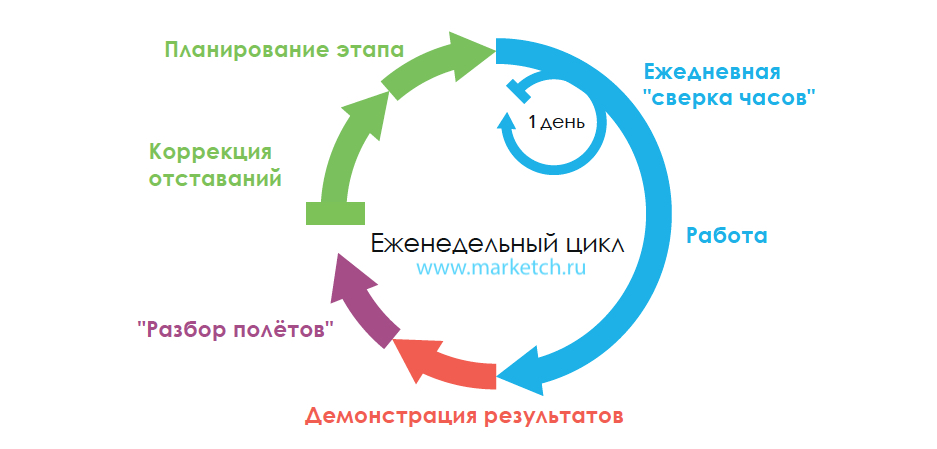 Планирование этапа
Ежедневная
"сверка часов"
1 день
Коррекция
отставаний
Работа
Еженедельный цикл
www.marketch.ru
"Разбор полётов"
Демонстрация результатов